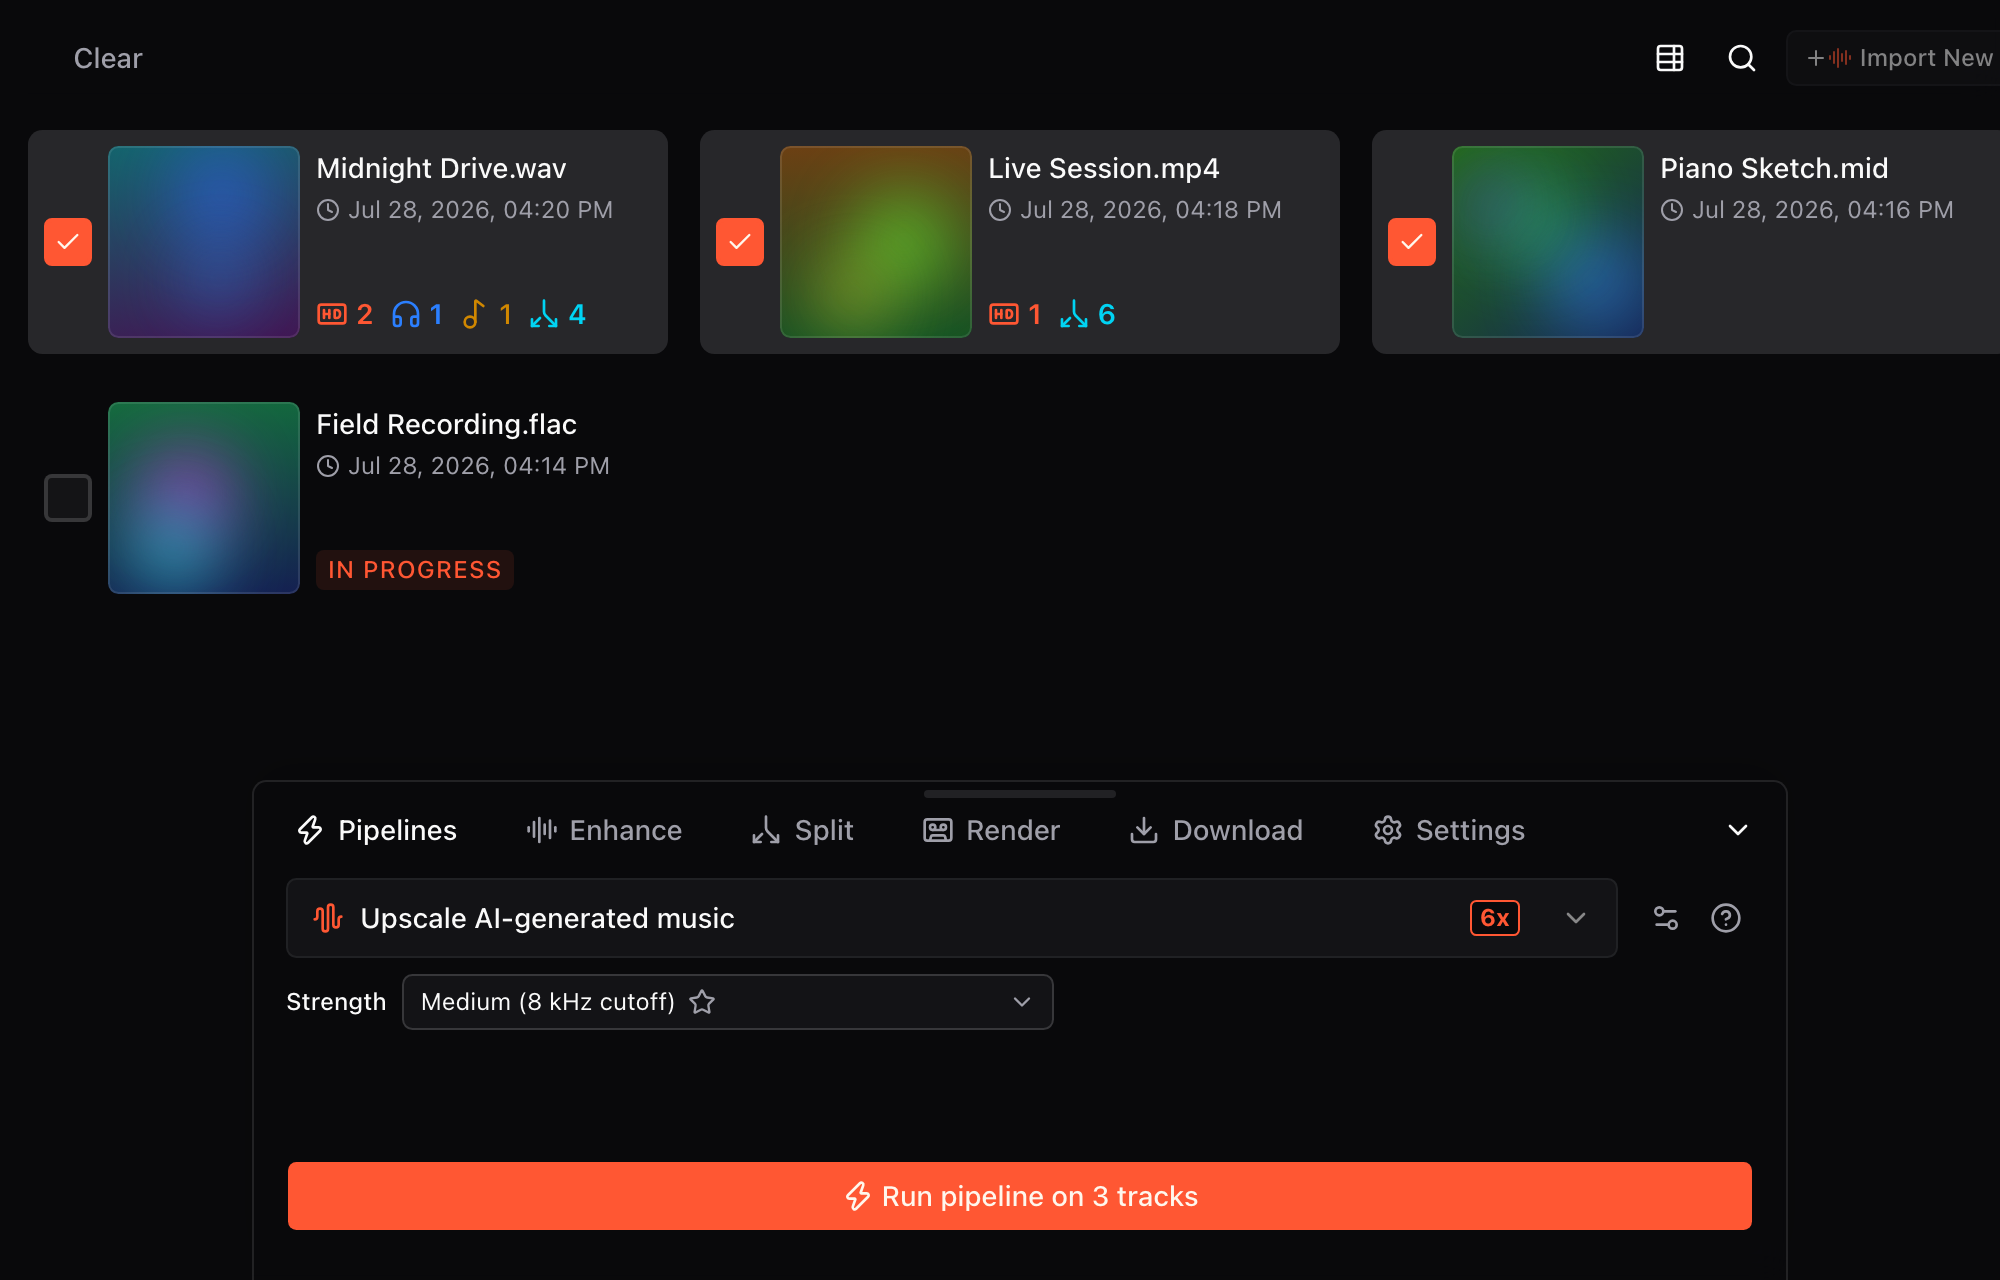 Clear
Import New
Midnight Drive.wav
Jul 28, 2026, 04:20 PM
HD 2 1 1 4
Live Session.mp4
Jul 28, 2026, 04:18 PM
HD 1 6
Piano Sketch.mid
Jul 28, 2026, 04:16 PM
Field Recording.flac
Jul 28, 2026, 04:14 PM
IN PROGRESS
Pipelines Enhance Split Render Download Settings
Upscale AI-generated music 6x
Strength Medium (8 kHz cutoff)
Run pipeline on 3 tracks